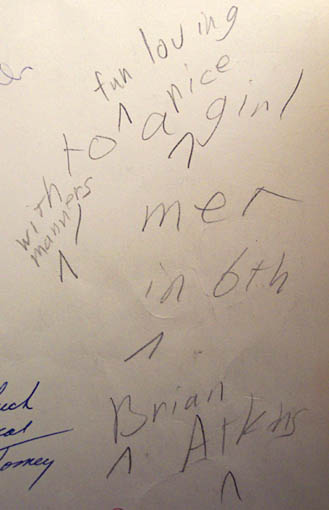 fun loving
nice
to a girl
with
manners
met
in 6th
Brian
Atkins